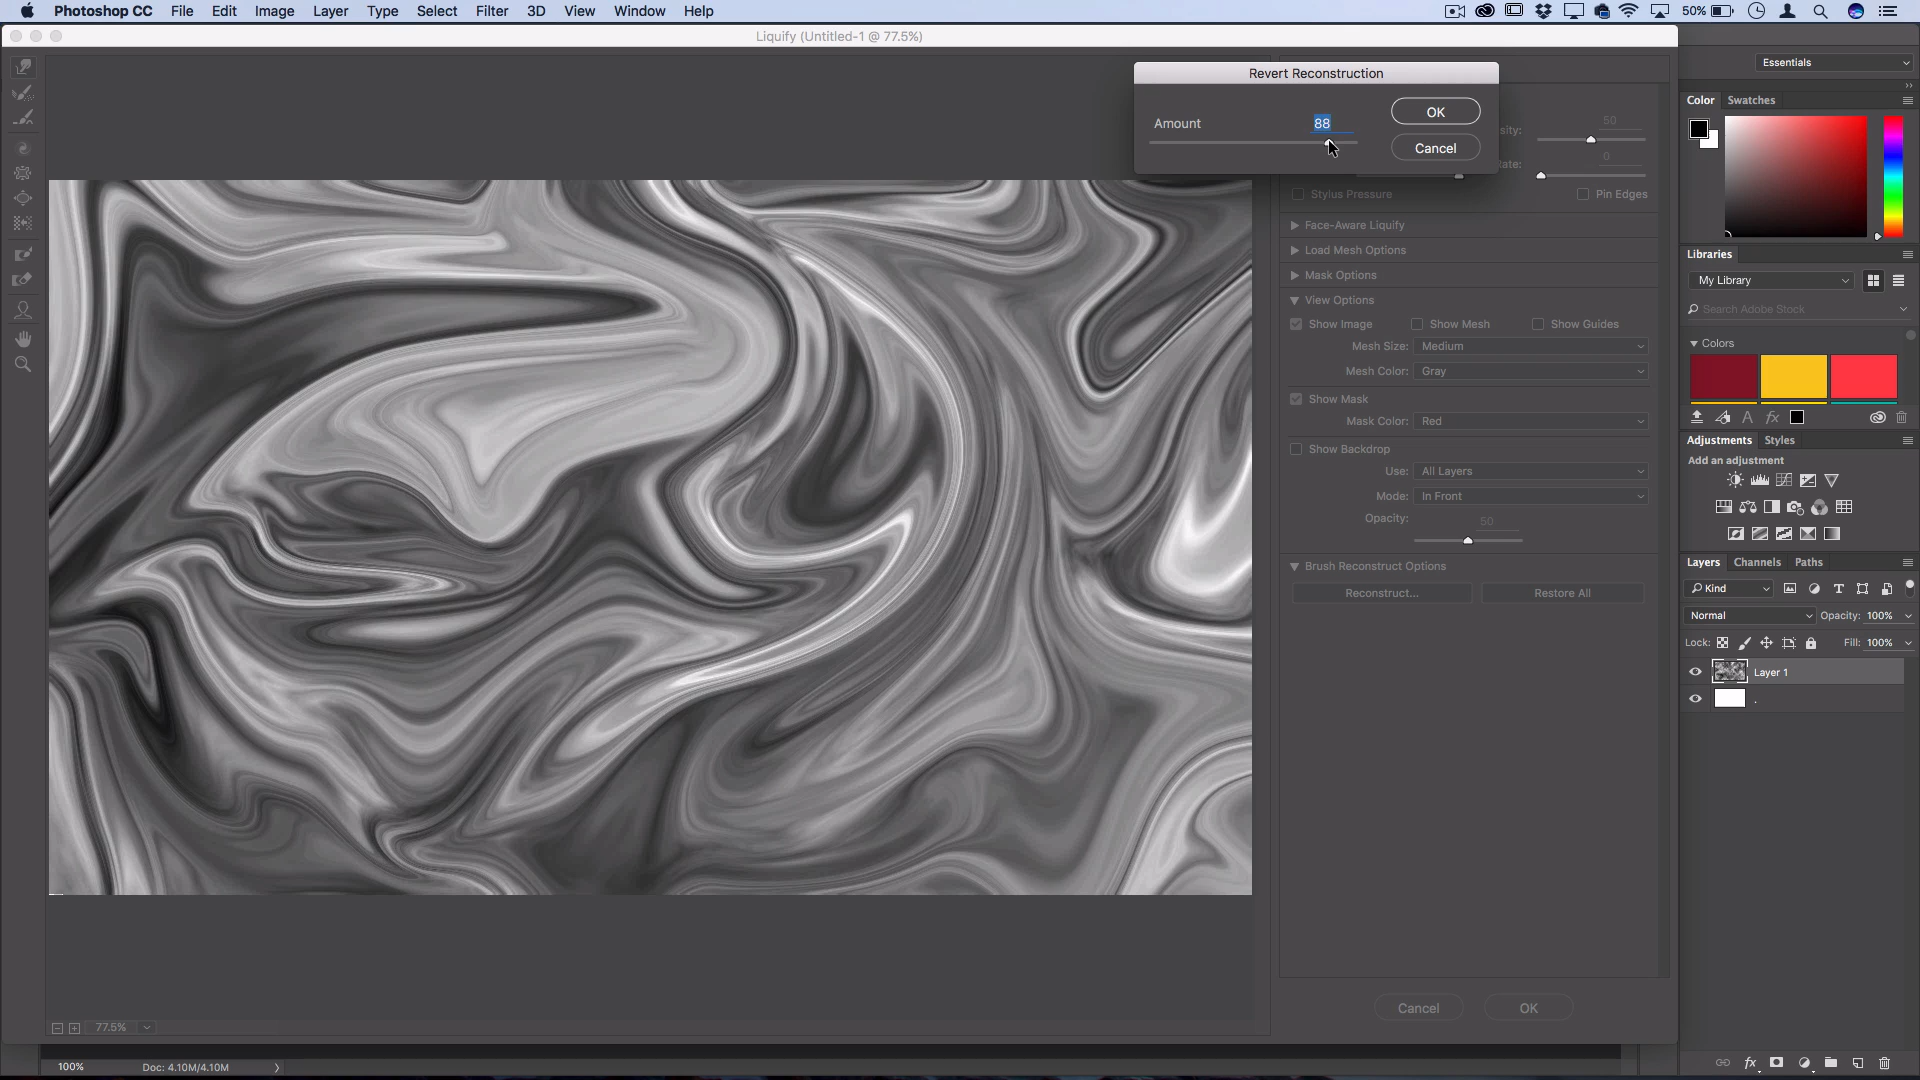 Photoshop CC File Edit Image Layer Type Select Filter 3D View Window Help 50%
Liquify (Untitled-1 @ 77.5%)
Essentials
Revert Reconstruction
Amount 88 OK
Cancel
sity: 50
Rate: 0
Stylus Pressure Pin Edges
Face-Aware Liquify
Load Mesh Options
Mask Options
View Options
Show Image Show Mesh Show Guides
Mesh Size: Medium
Mesh Color: Gray
Show Mask
Mask Color: Red
Show Backdrop
Use: All Layers
Mode: In Front
Opacity: 50
Brush Reconstruct Options
Reconstruct... Restore All
Cancel OK
77.5%
100% Doc: 4.10M/4.10M
Color Swatches
Libraries
My Library
Search Adobe Stock
Colors
Adjustments Styles
Add an adjustment
Layers Channels Paths
Kind
Normal Opacity: 100%
Lock: Fill: 100%
Layer 1
.